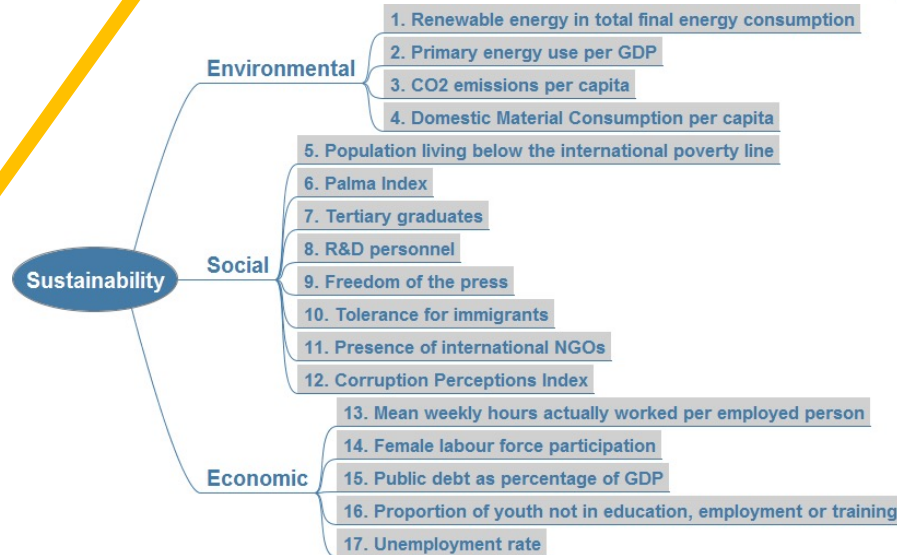 Sustainability
Environmental
1. Renewable energy in total final energy consumption
2. Primary energy use per GDP
3. CO2 emissions per capita
4. Domestic Material Consumption per capita
Social
5. Population living below the international poverty line
6. Palma Index
7. Tertiary graduates
8. R&D personnel
9. Freedom of the press
10. Tolerance for immigrants
11. Presence of international NGOs
12. Corruption Perceptions Index
Economic
13. Mean weekly hours actually worked per employed person
14. Female labour force participation
15. Public debt as percentage of GDP
16. Proportion of youth not in education, employment or training
17. Unemployment rate